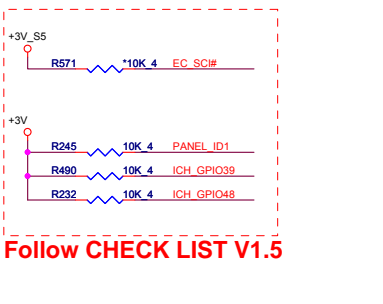 +3V_S5
R571 *10K_4 EC_SCI#
+3V
R245 10K_4 PANEL_ID1
R490 10K_4 ICH_GPIO39
R232 10K_4 ICH_GPIO48
Follow CHECK LIST V1.5